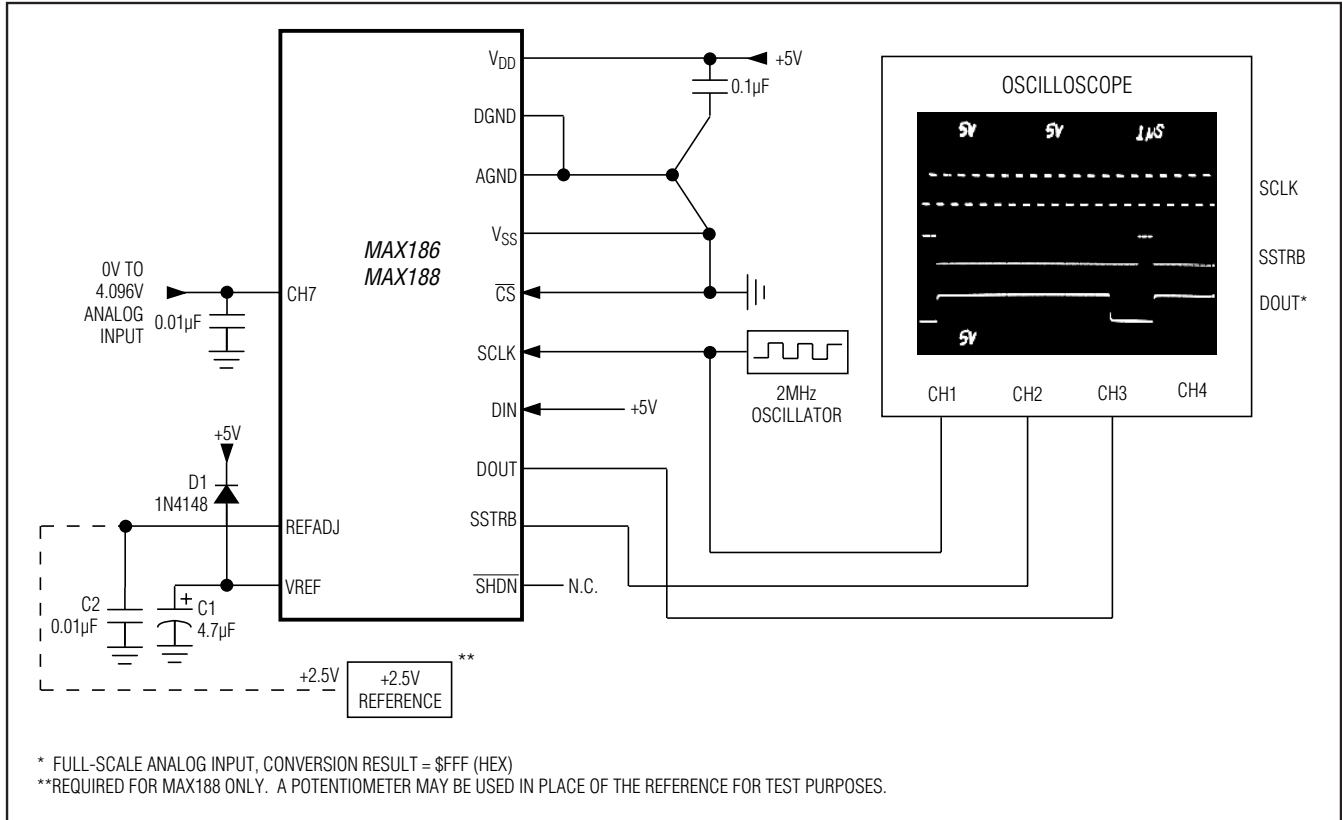 VDD
+5V
0.1µF
DGND
AGND
VSS
MAX186
MAX188
CS
0V TO
4.096V
ANALOG
INPUT
CH7
0.01µF
SCLK
2MHz
OSCILLATOR
DIN
+5V
DOUT
SSTRB
SHDN
N.C.
+5V
D1
1N4148
REFADJ
VREF
C2
0.01µF
+
C1
4.7µF
+2.5V
+2.5V
REFERENCE
**
OSCILLOSCOPE
5V 5V 1µS
SCLK
SSTRB
DOUT*
5V
CH1 CH2 CH3 CH4
* FULL-SCALE ANALOG INPUT, CONVERSION RESULT = $FFF (HEX)
**REQUIRED FOR MAX188 ONLY. A POTENTIOMETER MAY BE USED IN PLACE OF THE REFERENCE FOR TEST PURPOSES.